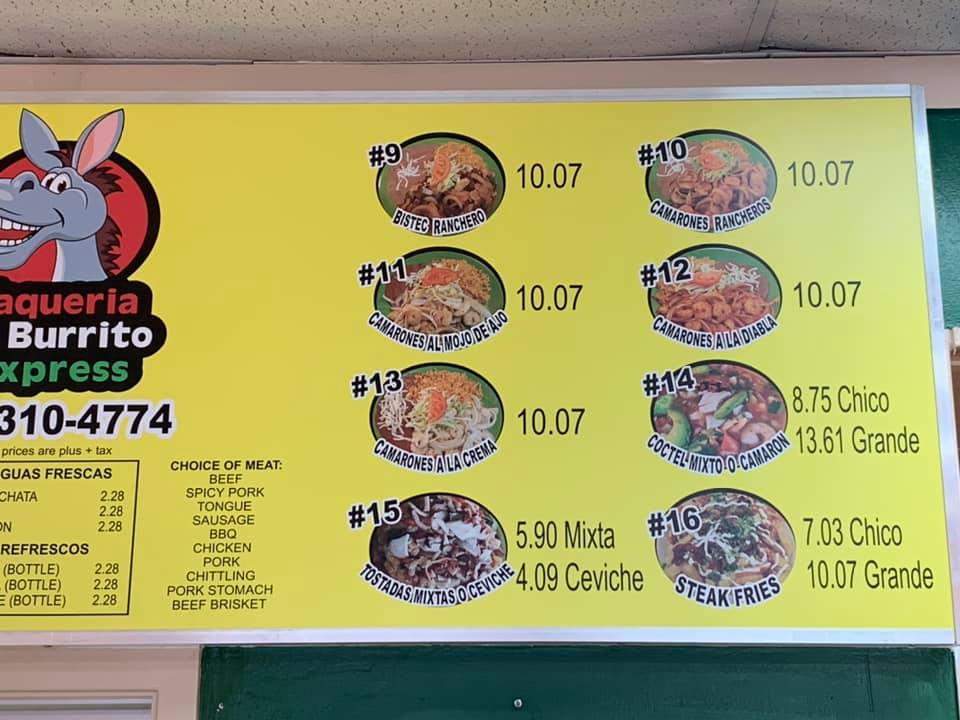 aqueria
Burrito
xpress
310-4774
prices are plus + tax
GUAS FRESCAS
CHATA 2.28
2.28
ON 2.28
REFRESCOS
(BOTTLE) 2.28
(BOTTLE) 2.28
E (BOTTLE) 2.28
CHOICE OF MEAT:
BEEF
SPICY PORK
TONGUE
SAUSAGE
BBQ
CHICKEN
PORK
CHITTLING
PORK STOMACH
BEEF BRISKET
#9
BISTEC RANCHERO
10.07
#10
CAMARONES RANCHEROS
10.07
#11
CAMARONES AL MOJO DE AJO
10.07
#12
CAMARONES A LA DIABLA
10.07
#13
CAMARONES A LA CREMA
10.07
#14
COCTEL MIXTO O CAMARON
8.75 Chico
13.61 Grande
#15
TOSTADAS MIXTAS O CEVICHE
5.90 Mixta
4.09 Ceviche
#16
STEAK FRIES
7.03 Chico
10.07 Grande